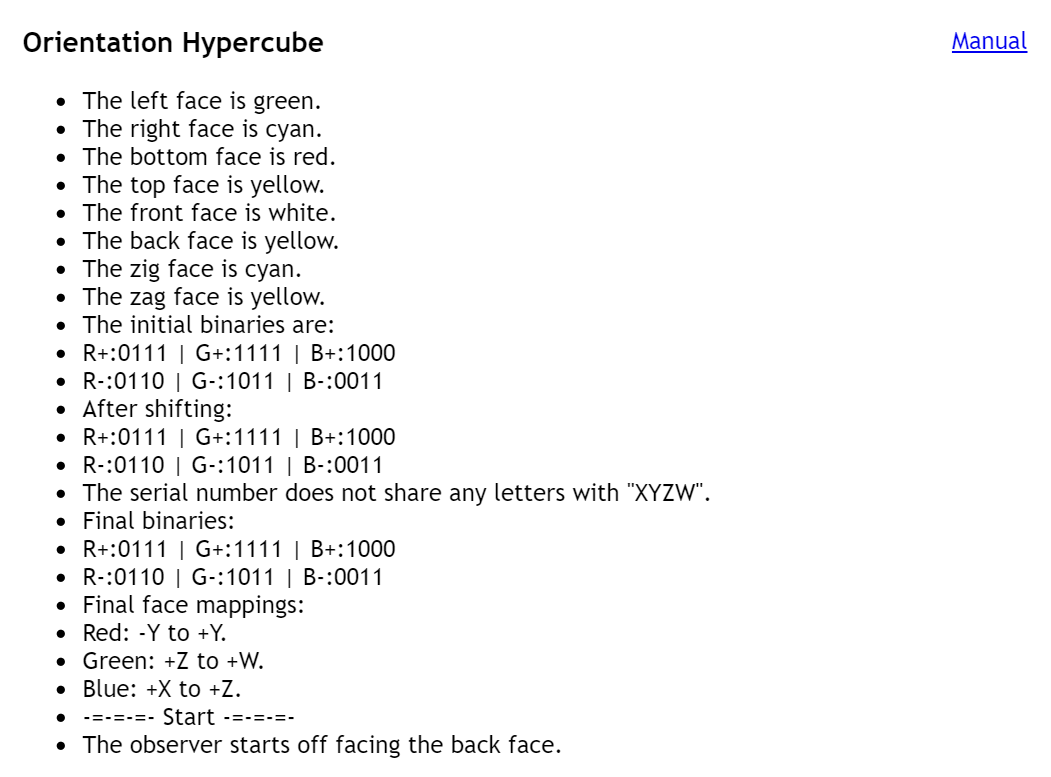 Orientation Hypercube
Manual
• The left face is green.
• The right face is cyan.
• The bottom face is red.
• The top face is yellow.
• The front face is white.
• The back face is yellow.
• The zig face is cyan.
• The zag face is yellow.
• The initial binaries are:
• R+:0111 | G+:1111 | B+:1000
• R-:0110 | G-:1011 | B-:0011
• After shifting:
• R+:0111 | G+:1111 | B+:1000
• R-:0110 | G-:1011 | B-:0011
• The serial number does not share any letters with "XYZW".
• Final binaries:
• R+:0111 | G+:1111 | B+:1000
• R-:0110 | G-:1011 | B-:0011
• Final face mappings:
• Red: -Y to +Y.
• Green: +Z to +W.
• Blue: +X to +Z.
• -=-=-=- Start -=-=-=-
• The observer starts off facing the back face.